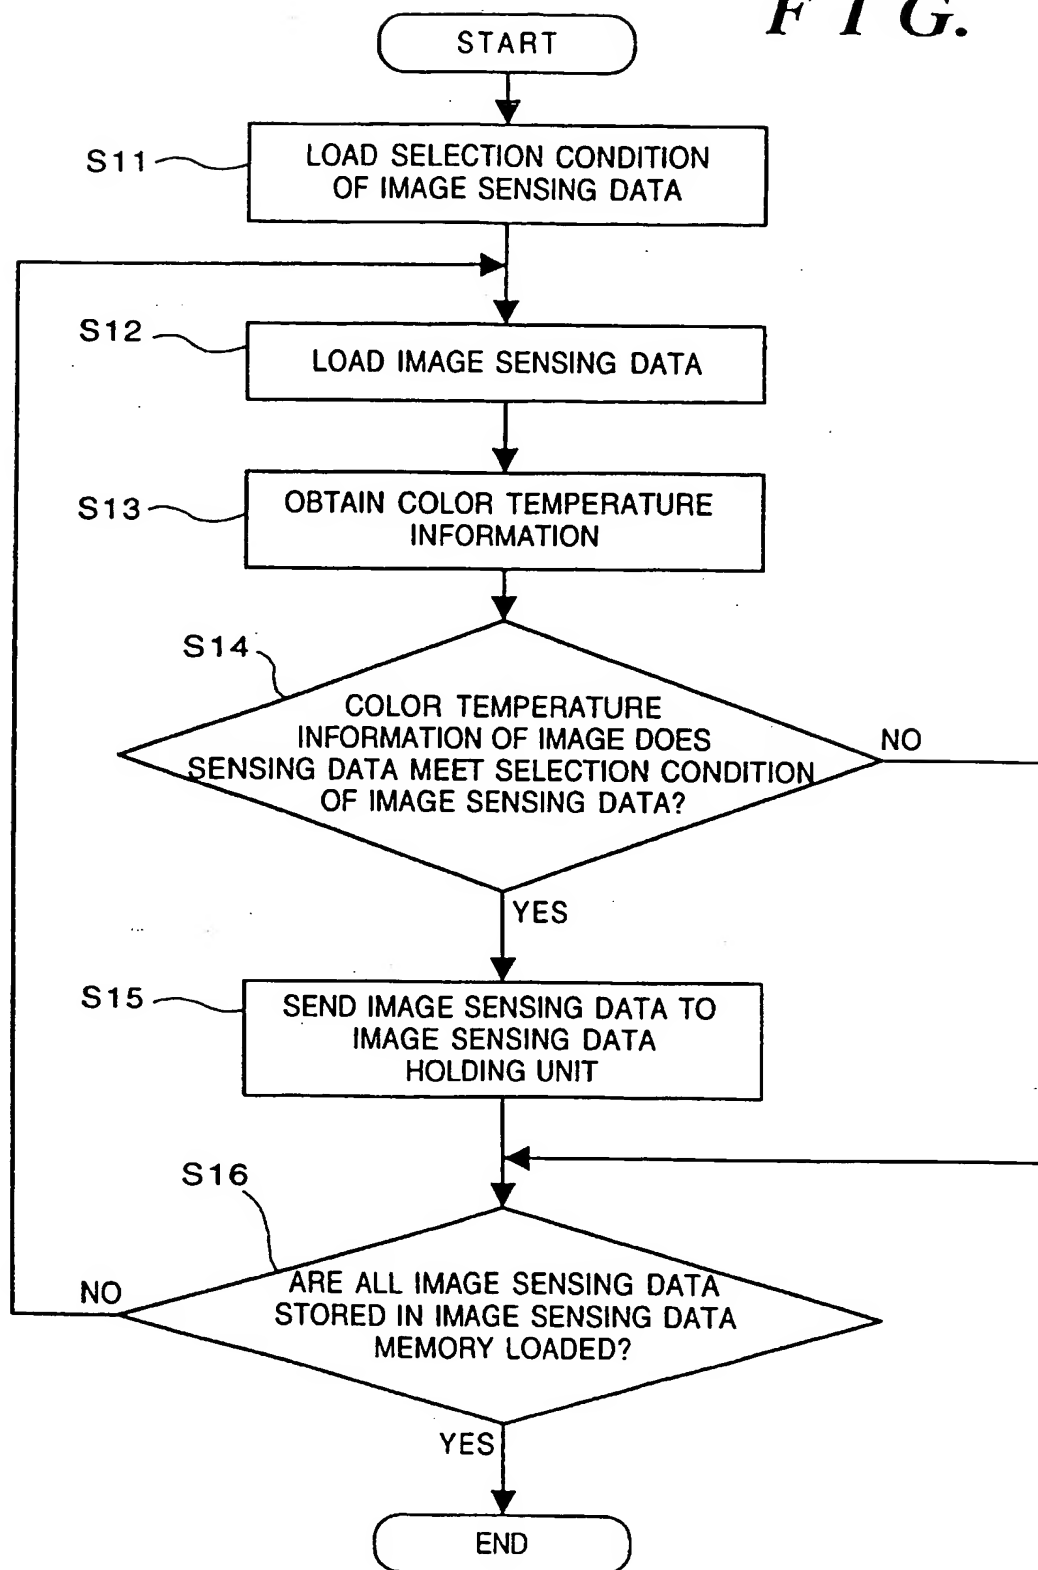 FIG.
START
S11
LOAD SELECTION CONDITION
OF IMAGE SENSING DATA
S12
LOAD IMAGE SENSING DATA
S13
OBTAIN COLOR TEMPERATURE
INFORMATION
S14
COLOR TEMPERATURE
INFORMATION OF IMAGE DOES
SENSING DATA MEET SELECTION CONDITION
OF IMAGE SENSING DATA?
NO
YES
S15
SEND IMAGE SENSING DATA TO
IMAGE SENSING DATA
HOLDING UNIT
S16
ARE ALL IMAGE SENSING DATA
STORED IN IMAGE SENSING DATA
MEMORY LOADED?
NO
YES
END